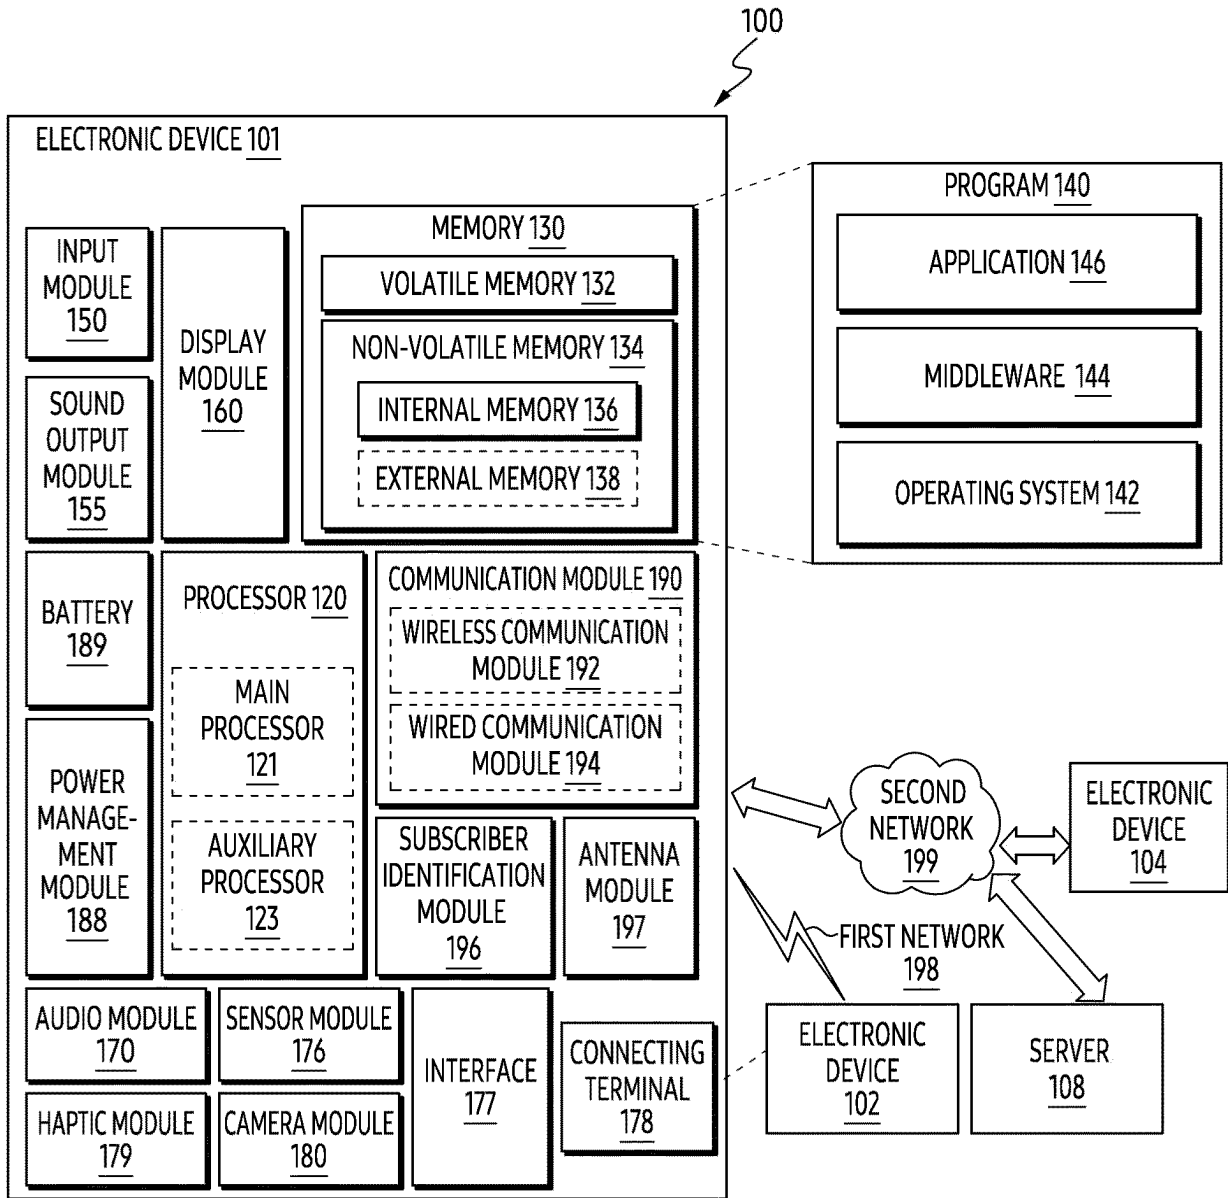 100
ELECTRONIC DEVICE 101
INPUT
MODULE
150
SOUND
OUTPUT
MODULE
155
DISPLAY
MODULE
160
MEMORY 130
VOLATILE MEMORY 132
NON-VOLATILE MEMORY 134
INTERNAL MEMORY 136
EXTERNAL MEMORY 138
PROGRAM 140
APPLICATION 146
MIDDLEWARE 144
OPERATING SYSTEM 142
BATTERY
189
POWER
MANAGE-
MENT
MODULE
188
PROCESSOR 120
MAIN
PROCESSOR
121
AUXILIARY
PROCESSOR
123
COMMUNICATION MODULE 190
WIRELESS COMMUNICATION
MODULE 192
WIRED COMMUNICATION
MODULE 194
SUBSCRIBER
IDENTIFICATION
MODULE
196
ANTENNA
MODULE
197
AUDIO MODULE
170
SENSOR MODULE
176
HAPTIC MODULE
179
CAMERA MODULE
180
INTERFACE
177
CONNECTING
TERMINAL
178
SECOND
NETWORK
199
ELECTRONIC
DEVICE
104
FIRST NETWORK
198
ELECTRONIC
DEVICE
102
SERVER
108